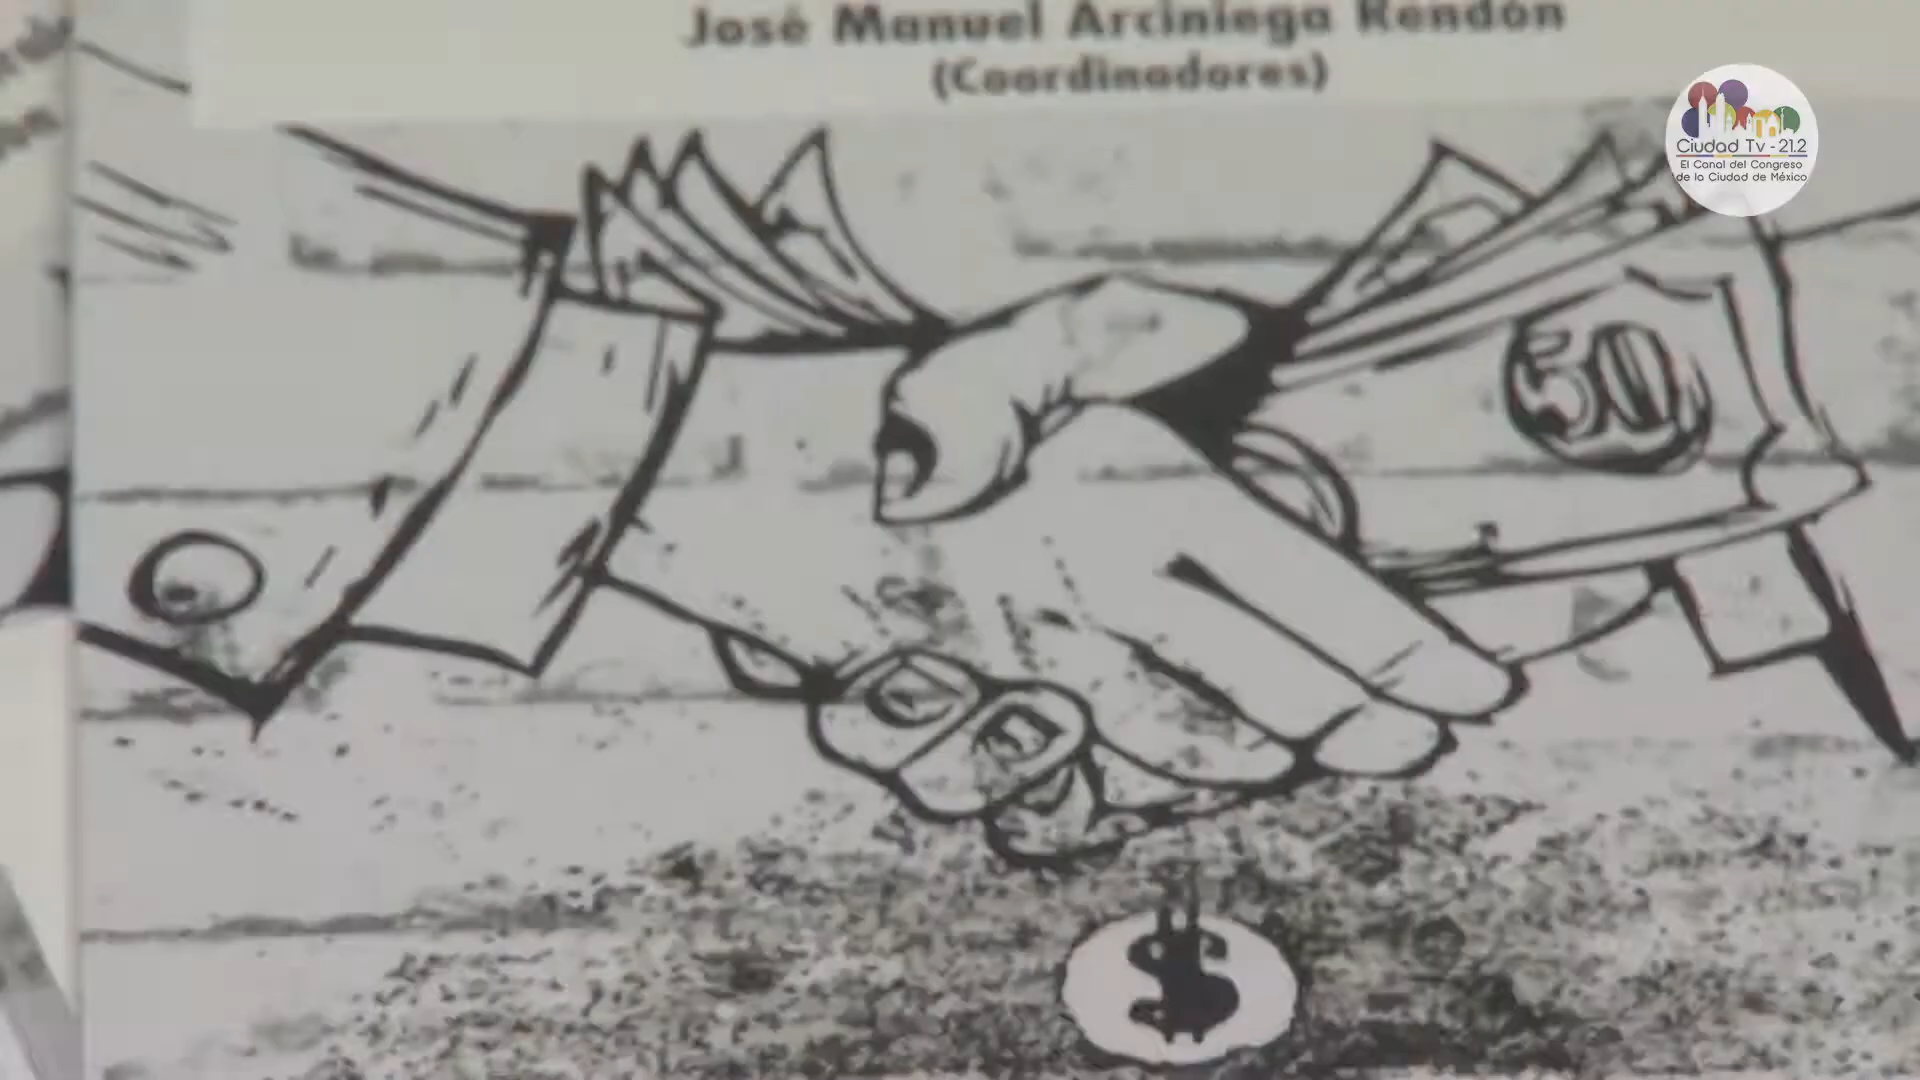 José Manuel Arciniega Rendón
(Coordinadores)
Ciudad Tv - 21.2
El Canal del Congreso
de la Ciudad de México
50
$